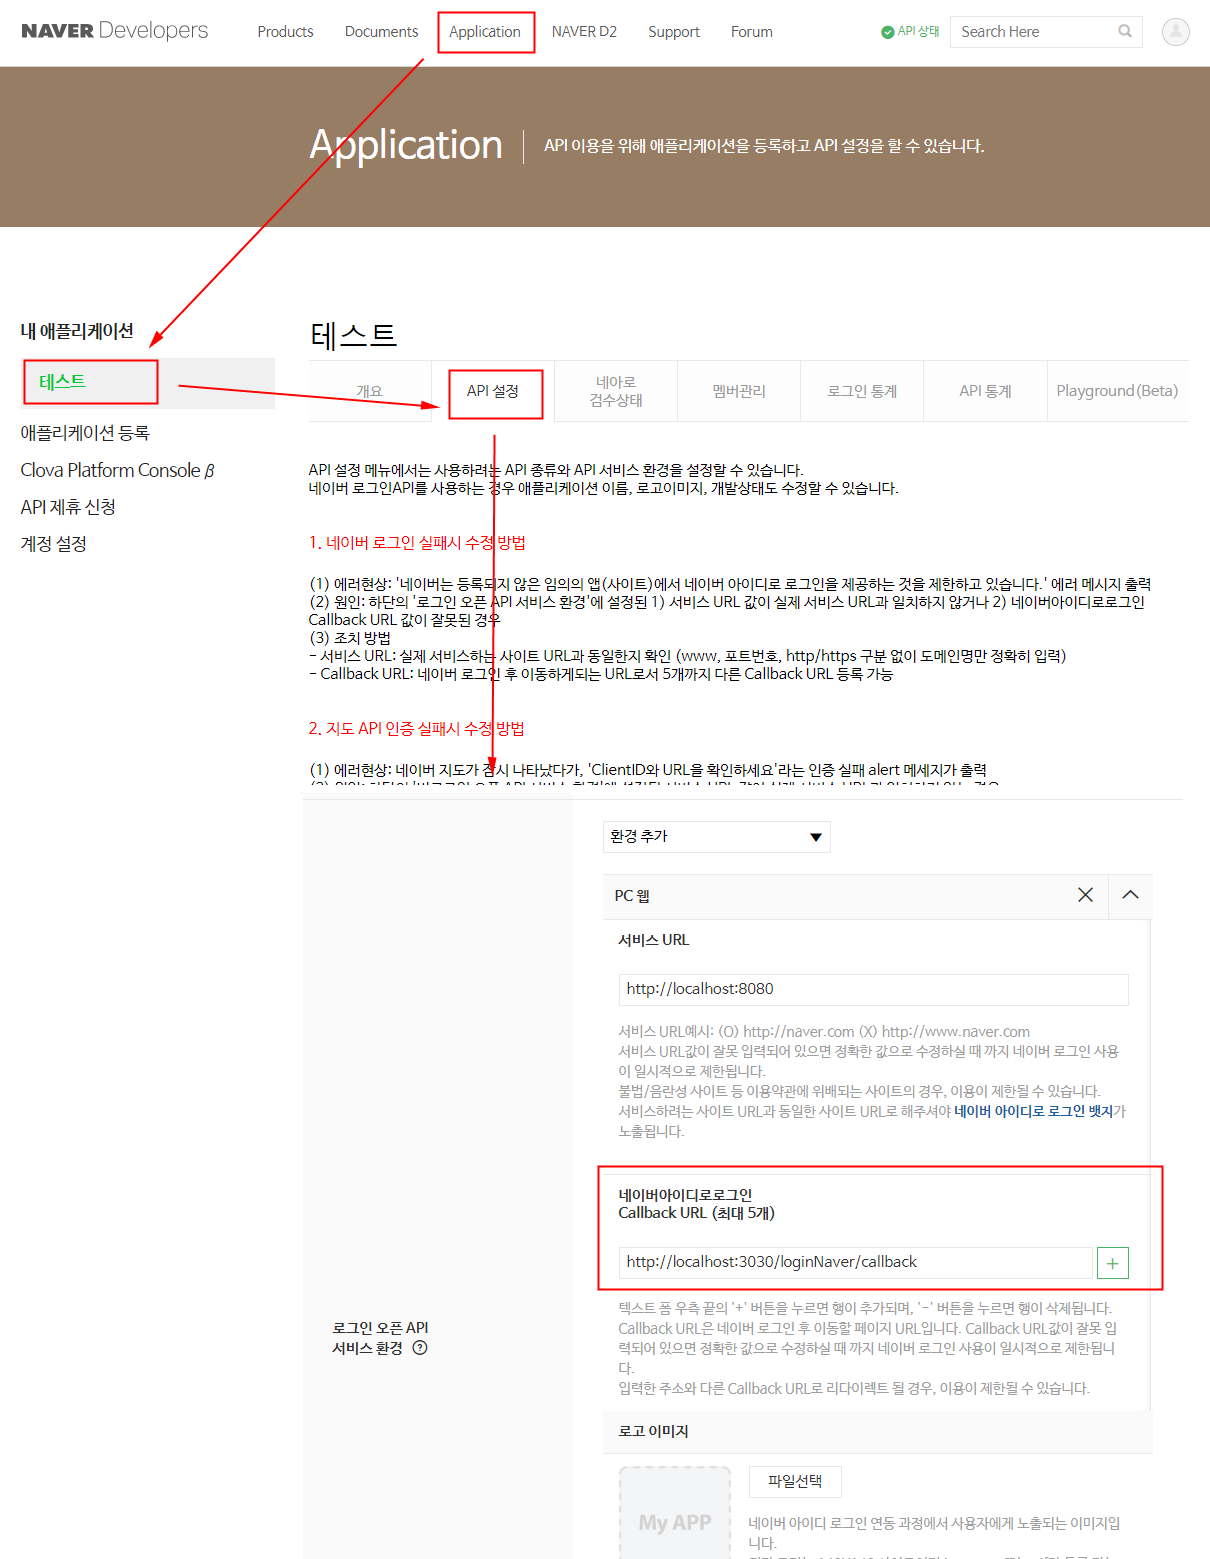 NAVER Developers
Products
Documents
Application
NAVER D2
Support
Forum
API 상태
Search Here
Application
API 이용을 위해 애플리케이션을 등록하고 API 설정을 할 수 있습니다.
내 애플리케이션
테스트
애플리케이션 등록
Clova Platform Console β
API 제휴 신청
계정 설정
테스트
개요
API 설정
네아로
검수상태
멤버관리
로그인 통계
API 통계
Playground(Beta)
API 설정 메뉴에서는 사용하려는 API 종류와 API 서비스 환경을 설정할 수 있습니다.
네이버 로그인API를 사용하는 경우 애플리케이션 이름, 로고이미지, 개발상태도 수정할 수 있습니다.
1. 네이버 로그인 실패시 수정 방법
(1) 에러현상: '네이버는 등록되지 않은 임의의 앱(사이트)에서 네이버 아이디로 로그인을 제공하는 것을 제한하고 있습니다.' 에러 메시지 출력
(2) 원인: 하단의 '로그인 오픈 API 서비스 환경'에 설정된 1) 서비스 URL 값이 실제 서비스 URL과 일치하지 않거나 2) 네이버아이디로로그인
Callback URL 값이 잘못된 경우
(3) 조치 방법
- 서비스 URL: 실제 서비스하는 사이트 URL과 동일한지 확인 (www, 포트번호, http/https 구분 없이 도메인명만 정확히 입력)
- Callback URL: 네이버 로그인 후 이동하게되는 URL로서 5개까지 다른 Callback URL 등록 가능
2. 지도 API 인증 실패시 수정 방법
(1) 에러현상: 네이버 지도가 잠시 나타났다가, 'ClientID와 URL을 확인하세요'라는 인증 실패 alert 메세지가 출력
환경 추가
PC 웹
서비스 URL
http://localhost:8080
서비스 URL예시: (O) http://naver.com (X) http://www.naver.com
서비스 URL값이 잘못 입력되어 있으면 정확한 값으로 수정하실 때 까지 네이버 로그인 사용
이 일시적으로 제한됩니다.
불법/음란성 사이트 등 이용약관에 위배되는 사이트의 경우, 이용이 제한될 수 있습니다.
서비스하려는 사이트 URL과 동일한 사이트 URL로 해주셔야 네이버 아이디로 로그인 뱃지가
노출됩니다.
네이버아이디로로그인
Callback URL (최대 5개)
http://localhost:3030/loginNaver/callback
+
텍스트 폼 우측 끝의 '+' 버튼을 누르면 행이 추가되며, '-' 버튼을 누르면 행이 삭제됩니다.
Callback URL은 네이버 로그인 후 이동할 페이지 URL입니다. Callback URL값이 잘못 입
력되어 있으면 정확한 값으로 수정하실 때 까지 네이버 로그인 사용이 일시적으로 제한됩니
다.
입력한 주소와 다른 Callback URL로 리다이렉트 될 경우, 이용이 제한될 수 있습니다.
로그인 오픈 API
서비스 환경 ?
로고 이미지
My APP
파일선택
네이버 아이디 로그인 연동 과정에서 사용자에게 노출되는 이미지입
니다.